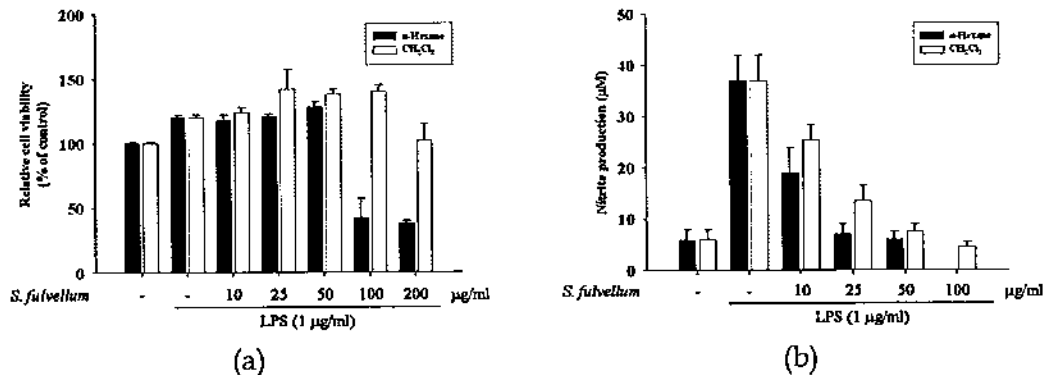 200
150
100
50
0
Relative cell viability
(% of control)
n-Hexane
CH2Cl2
S. fulvellum - - 10 25 50 100 200 µg/ml
LPS (1 µg/ml)
(a)
50
40
30
20
10
0
Nitrite production (µM)
n-Hexane
CH2Cl2
S. fulvellum - - 10 25 50 100 µg/ml
LPS (1 µg/ml)
(b)